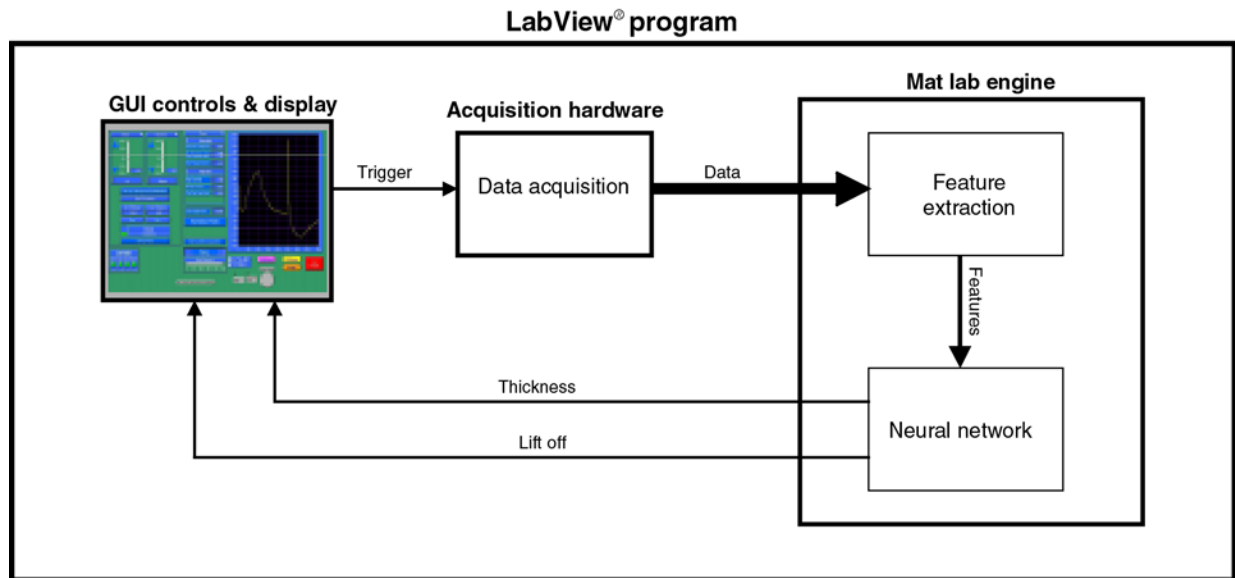 LabView® program
GUI controls & display
Acquisition hardware
Mat lab engine
Trigger
Data acquisition
Data
Feature
extraction
Features
Thickness
Neural network
Lift off